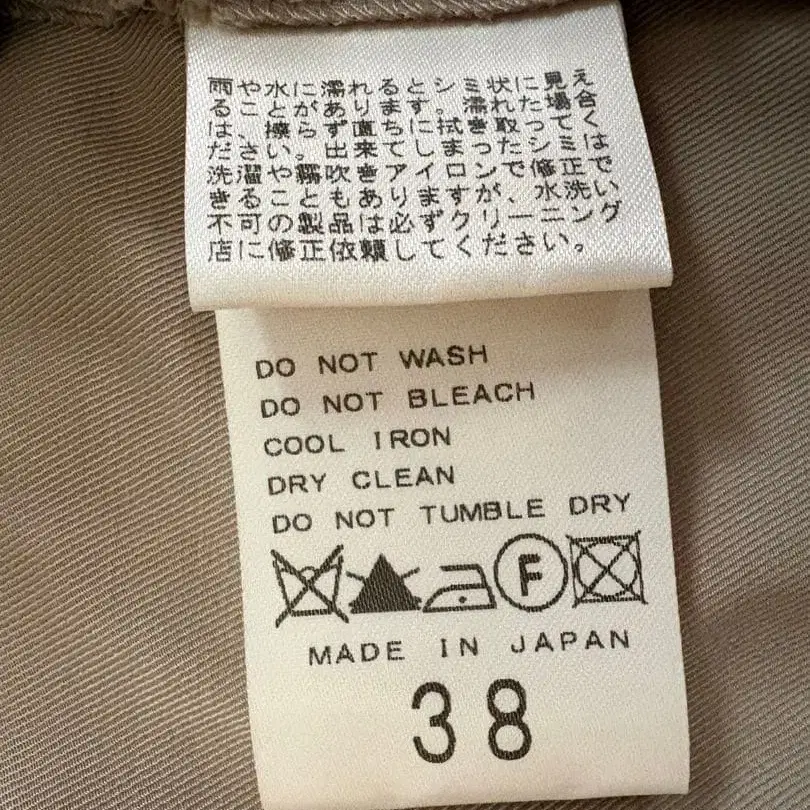 雨や水に濡れるとシミ状に見え
ることがあります。濡れた場合
は、擦らず直ちに拭き取ってく
ださい。出来てしまったシミは
洗濯や霧吹きアイロンで修正で
きることもありますが、水洗い
不可の製品は必ずクリーニング
店に修正依頼してください。
DO NOT WASH
DO NOT BLEACH
COOL IRON
DRY CLEAN
DO NOT TUMBLE DRY
F
MADE IN JAPAN
38